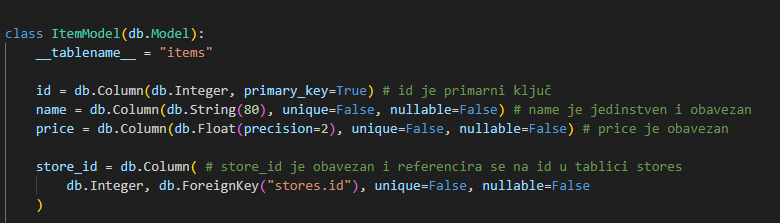 class ItemModel(db.Model):
    __tablename__ = "items"

    id = db.Column(db.Integer, primary_key=True) # id je primarni ključ
    name = db.Column(db.String(80), unique=False, nullable=False) # name je jedinstven i obavezan
    price = db.Column(db.Float(precision=2), unique=False, nullable=False) # price je obavezan

    store_id = db.Column( # store_id je obavezan i referencira se na id u tablici stores
        db.Integer, db.ForeignKey("stores.id"), unique=False, nullable=False
    )